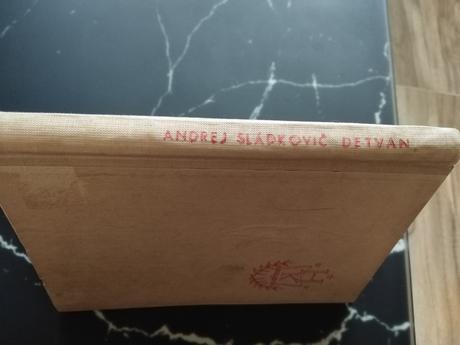 ANDREJ SLÁDKOVIČ DETVAN